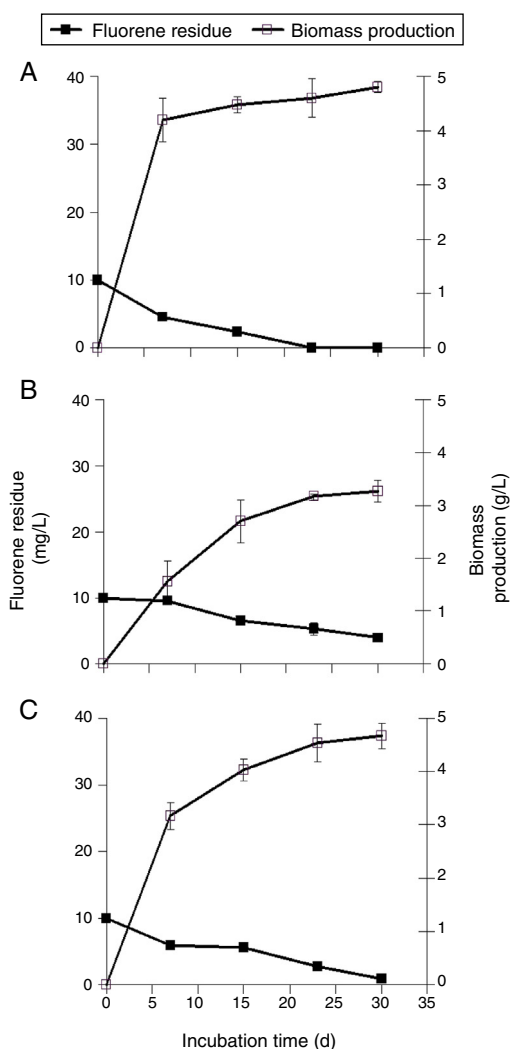 Fluorene residue Biomass production
A
40 5
30 4
3
20 2
10 1
0 0
B
40 5
30 4
3
20 2
10 1
0 0
Fluorene residue
(mg/L)
Biomass
production (g/L)
C
40 5
30 4
3
20 2
10 1
0 0
0 5 10 15 20 25 30 35
Incubation time (d)